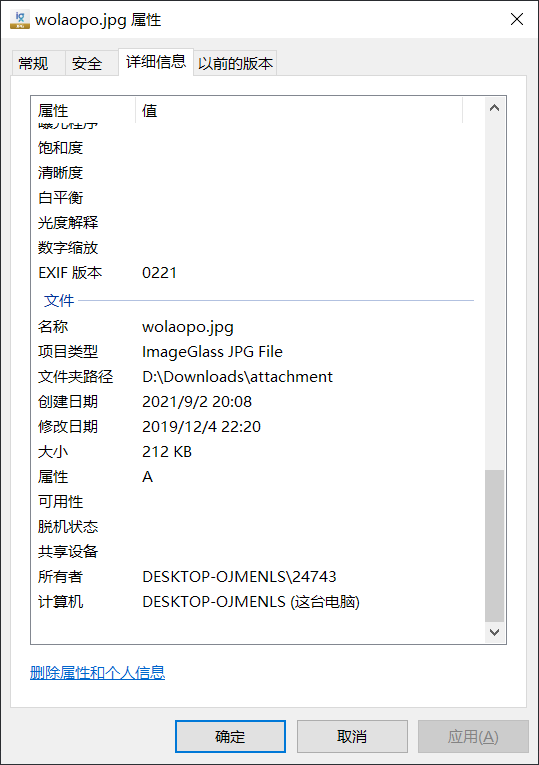 wolaopo.jpg 属性
常规 安全 详细信息 以前的版本
属性 值
曝光程序
饱和度
清晰度
白平衡
光度解释
数字缩放
EXIF 版本 0221
文件
名称 wolaopo.jpg
项目类型 ImageGlass JPG File
文件夹路径 D:\Downloads\attachment
创建日期 2021/9/2 20:08
修改日期 2019/12/4 22:20
大小 212 KB
属性 A
可用性
脱机状态
共享设备
所有者 DESKTOP-OJMENLS\24743
计算机 DESKTOP-OJMENLS (这台电脑)
删除属性和个人信息
确定 取消 应用(A)